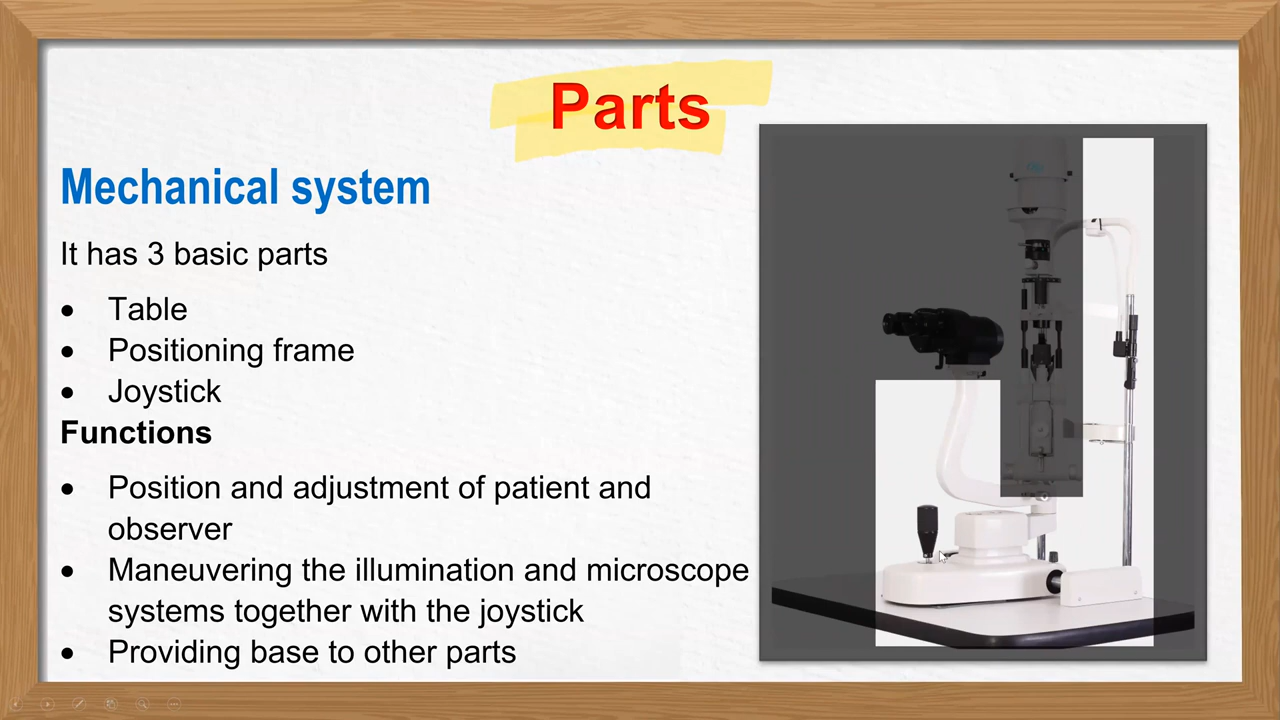 Parts
Mechanical system
It has 3 basic parts
• Table
• Positioning frame
• Joystick
Functions
• Position and adjustment of patient and
observer
• Maneuvering the illumination and microscope
systems together with the joystick
• Providing base to other parts